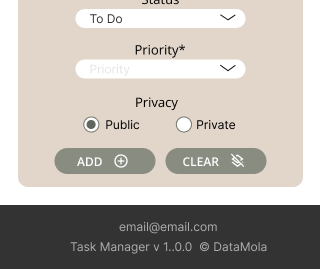 Status
To Do
Priority*
Priority
Privacy
Public Private
ADD CLEAR
email@email.com
Task Manager v 1..0.0 © DataMola